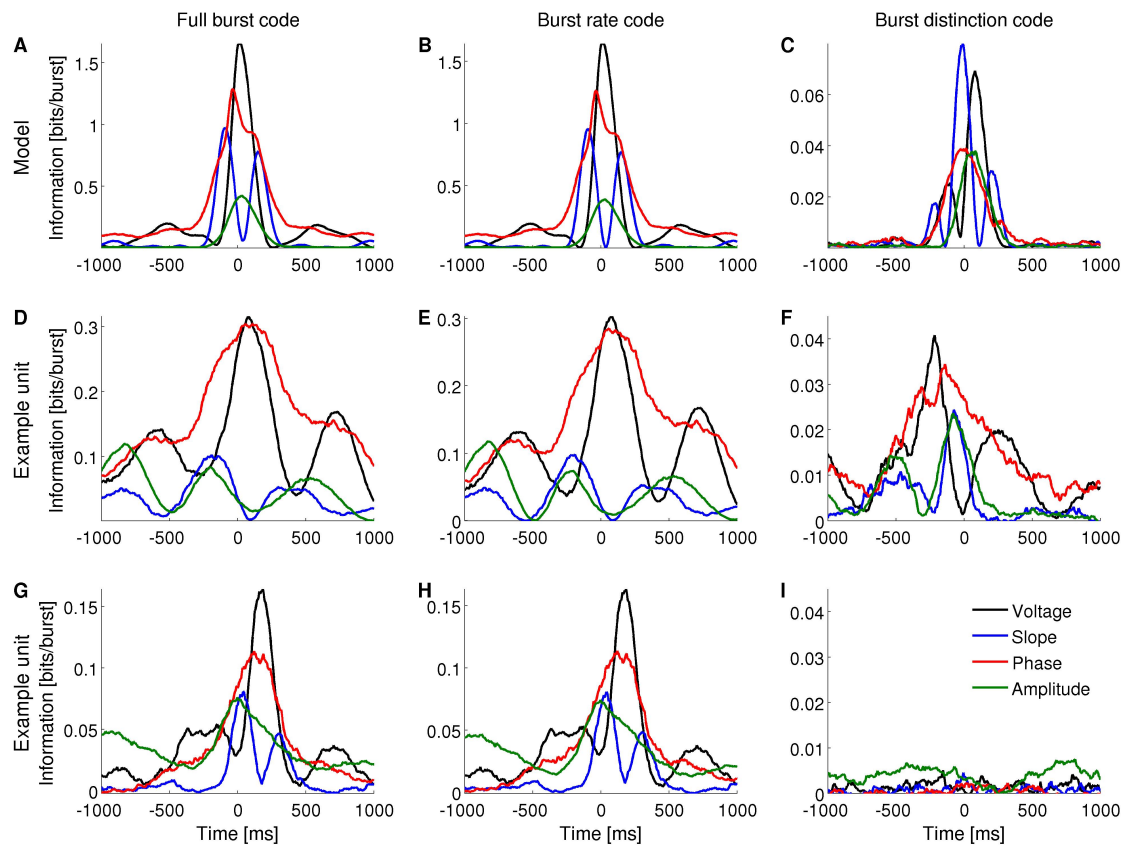 Full burst code
Burst rate code
Burst distinction code
A
B
C
Model
Information [bits/burst]
1.5
1
0.5
-1000 -500 0 500 1000
1.5
1
0.5
-1000 -500 0 500 1000
0.06
0.04
0.02
-1000 -500 0 500 1000
D
E
F
Example unit
Information [bits/burst]
0.3
0.2
0.1
-1000 -500 0 500 1000
0.3
0.2
0.1
0
-1000 -500 0 500 1000
0.04
0.03
0.02
0.01
0
-1000 -500 0 500 1000
G
H
I
Example unit
Information [bits/burst]
0.15
0.1
0.05
0
-1000 -500 0 500 1000
Time [ms]
0.15
0.1
0.05
0
-1000 -500 0 500 1000
Time [ms]
0.04
0.03
0.02
0.01
0
-1000 -500 0 500 1000
Time [ms]
Voltage
Slope
Phase
Amplitude